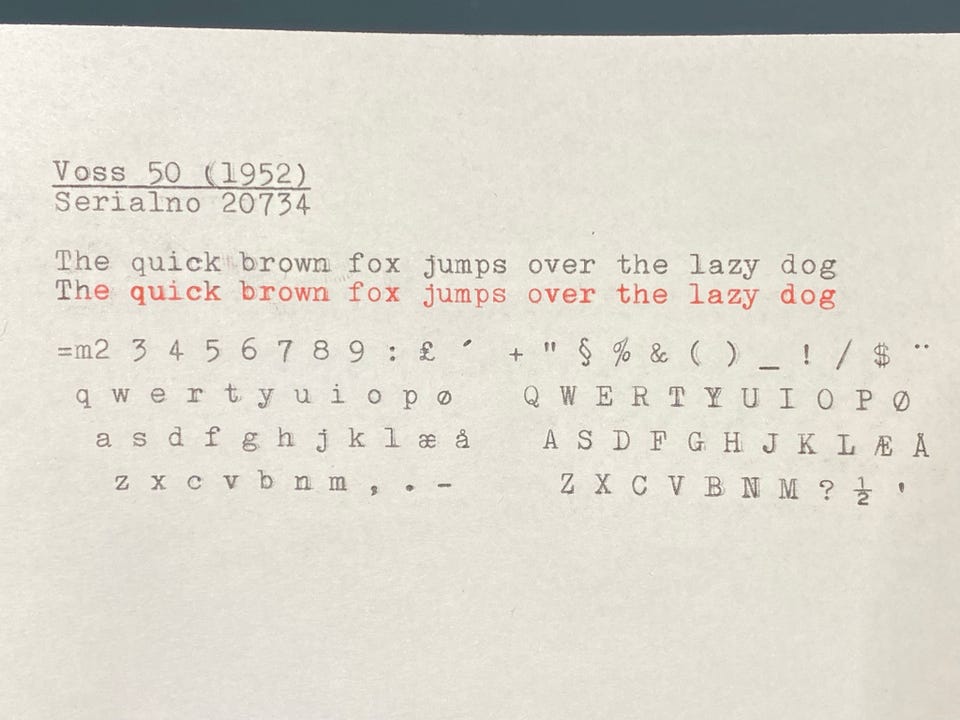 Voss 50 (1952)
Serialno 20734
The quick brown fox jumps over the lazy dog
The quick brown fox jumps over the lazy dog
=m2 3 4 5 6 7 8 9 : £ ´ + " § % & ( ) _ ! / $ ¨
q w e r t y u i o p ø Q W E R T Y U I O P Ø
a s d f g h j k l æ å A S D F G H J K L Æ Å
z x c v b n m , . - Z X C V B N M ? ½ '